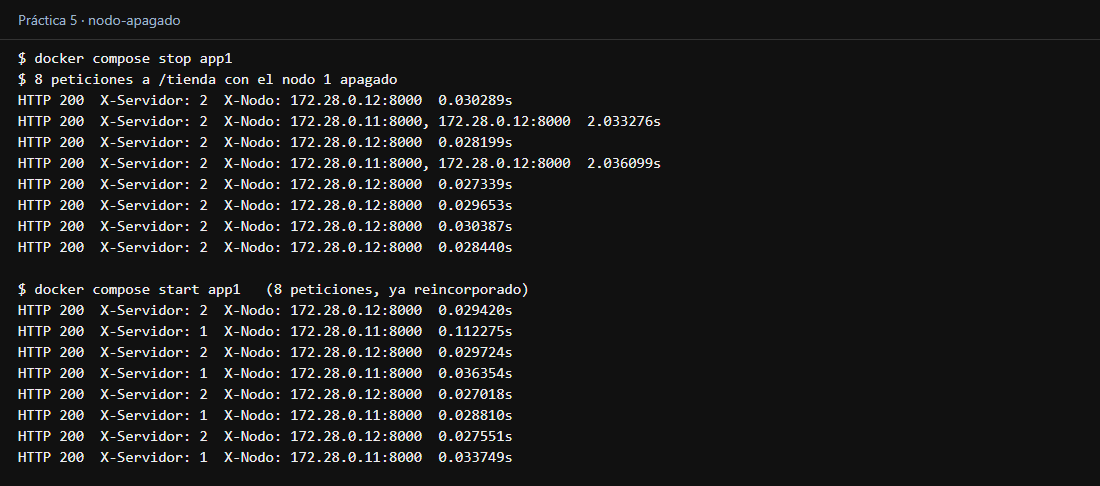 Práctica 5 · nodo-apagado
$ docker compose stop app1
$ 8 peticiones a /tienda con el nodo 1 apagado
HTTP 200  X-Servidor: 2  X-Nodo: 172.28.0.12:8000  0.030289s
HTTP 200  X-Servidor: 2  X-Nodo: 172.28.0.11:8000, 172.28.0.12:8000  2.033276s
HTTP 200  X-Servidor: 2  X-Nodo: 172.28.0.12:8000  0.028199s
HTTP 200  X-Servidor: 2  X-Nodo: 172.28.0.11:8000, 172.28.0.12:8000  2.036099s
HTTP 200  X-Servidor: 2  X-Nodo: 172.28.0.12:8000  0.027339s
HTTP 200  X-Servidor: 2  X-Nodo: 172.28.0.12:8000  0.029653s
HTTP 200  X-Servidor: 2  X-Nodo: 172.28.0.12:8000  0.030387s
HTTP 200  X-Servidor: 2  X-Nodo: 172.28.0.12:8000  0.028440s
$ docker compose start app1   (8 peticiones, ya reincorporado)
HTTP 200  X-Servidor: 2  X-Nodo: 172.28.0.12:8000  0.029420s
HTTP 200  X-Servidor: 1  X-Nodo: 172.28.0.11:8000  0.112275s
HTTP 200  X-Servidor: 2  X-Nodo: 172.28.0.12:8000  0.029724s
HTTP 200  X-Servidor: 1  X-Nodo: 172.28.0.11:8000  0.036354s
HTTP 200  X-Servidor: 2  X-Nodo: 172.28.0.12:8000  0.027018s
HTTP 200  X-Servidor: 1  X-Nodo: 172.28.0.11:8000  0.028810s
HTTP 200  X-Servidor: 2  X-Nodo: 172.28.0.12:8000  0.027551s
HTTP 200  X-Servidor: 1  X-Nodo: 172.28.0.11:8000  0.033749s